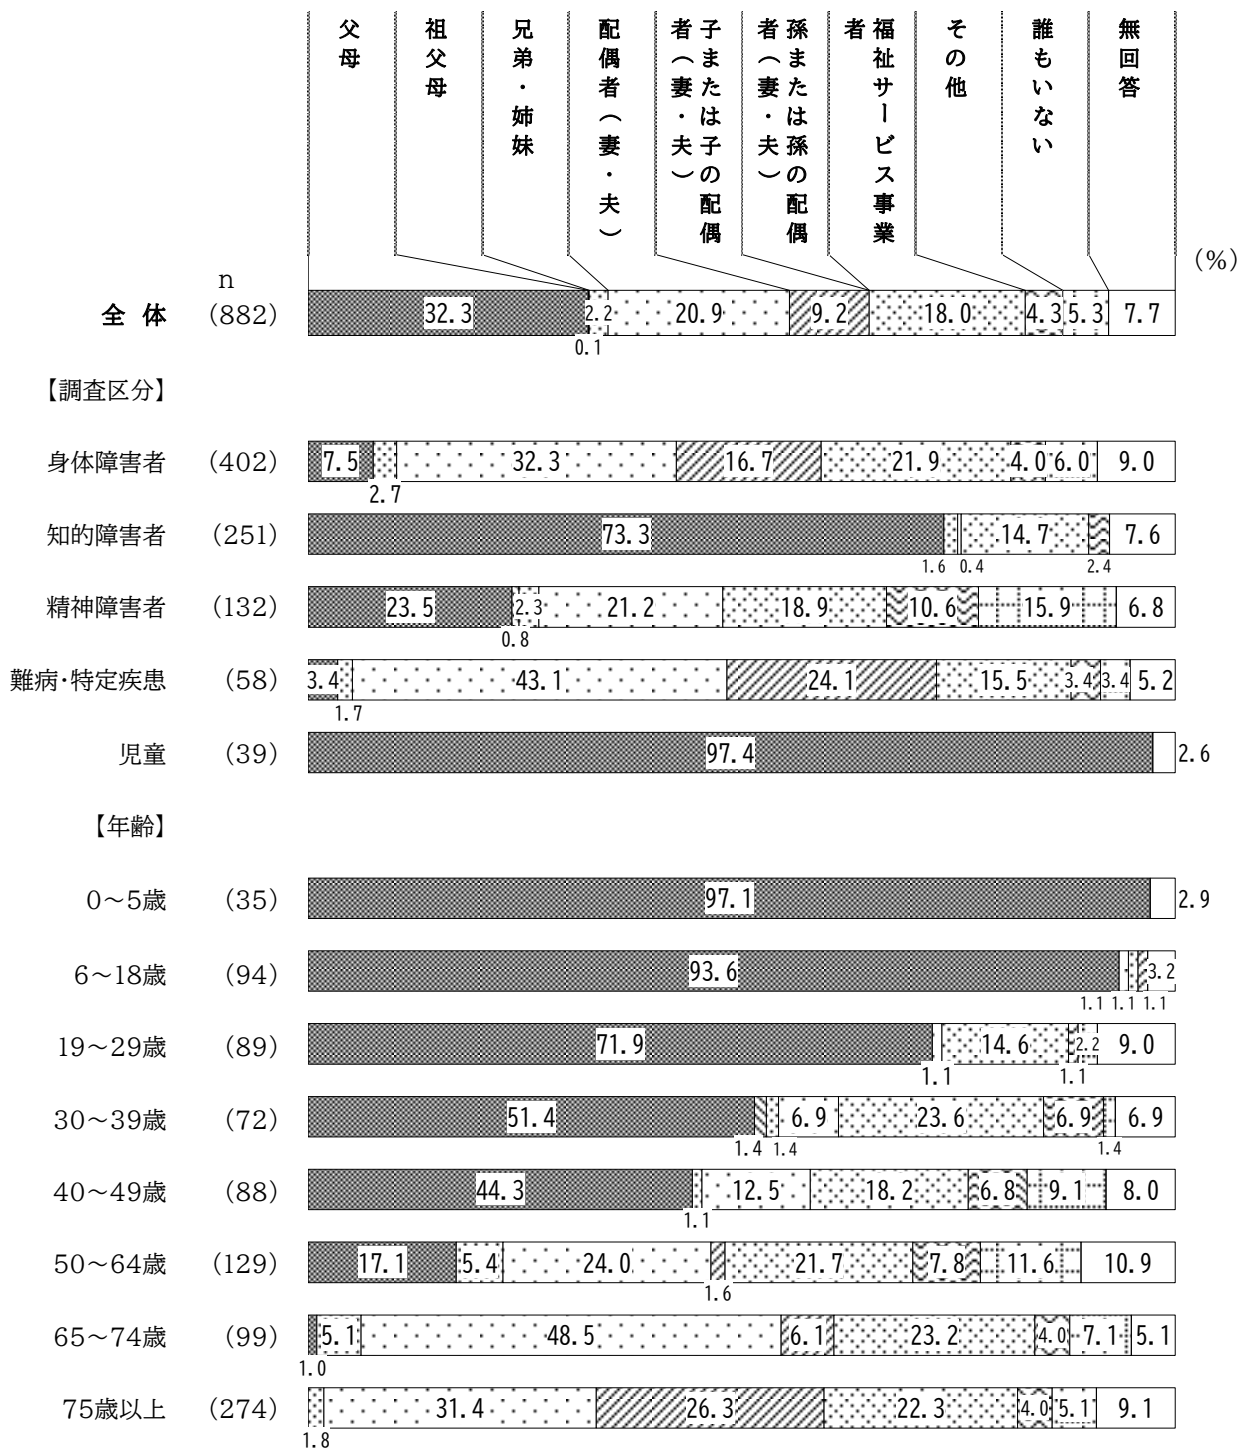 父母
祖父母
兄弟・姉妹
配偶者（妻・夫）
子または子の配偶
者（妻・夫）
孫または孫の配偶
者（妻・夫）
福祉サービス事業
者
その他
誰もいない
無回答
(%)
n
全 体 (882) 32.3 2.2 20.9 9.2 18.0 4.3 5.3 7.7
0.1
【調査区分】
身体障害者 (402) 7.5 32.3 16.7 21.9 4.0 6.0 9.0
2.7
知的障害者 (251) 73.3 14.7 7.6
1.6 0.4 2.4
精神障害者 (132) 23.5 2.3 21.2 18.9 10.6 15.9 6.8
0.8
難病・特定疾患 (58) 3.4 43.1 24.1 15.5 3.4 3.4 5.2
1.7
児童 (39) 97.4 2.6
【年齢】
0～5歳 (35) 97.1 2.9
6～18歳 (94) 93.6 3.2
1.1 1.1 1.1
19～29歳 (89) 71.9 14.6 2.2 9.0
1.1 1.1
30～39歳 (72) 51.4 6.9 23.6 6.9 6.9
1.4 1.4 1.4
40～49歳 (88) 44.3 12.5 18.2 6.8 9.1 8.0
1.1
50～64歳 (129) 17.1 5.4 24.0 21.7 7.8 11.6 10.9
1.6
65～74歳 (99) 5.1 48.5 6.1 23.2 4.0 7.1 5.1
1.0
75歳以上 (274) 31.4 26.3 22.3 4.0 5.1 9.1
1.8